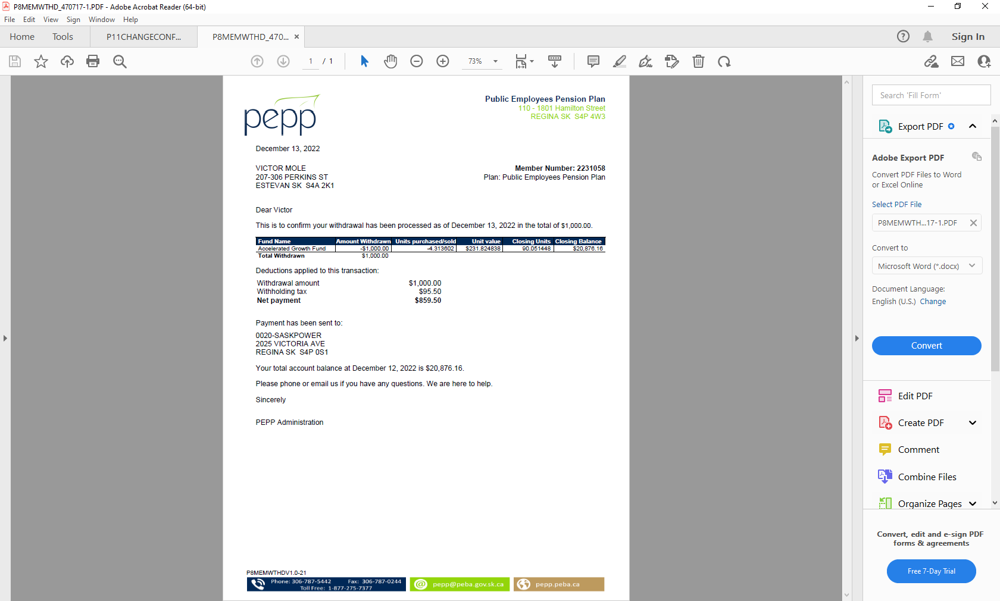 P8MEMWTHD_470717-1.PDF - Adobe Acrobat Reader (64-bit)
File Edit View Sign Window Help
Home Tools P11CHANGECONF... P8MEMWTHD_470... × Sign In
1 / 1 73%
pepp
Public Employees Pension Plan
110 - 1801 Hamilton Street
REGINA SK S4P 4W3
December 13, 2022
VICTOR MOLE
207-306 PERKINS ST
ESTEVAN SK S4A 2K1
Member Number: 2231058
Plan: Public Employees Pension Plan
Dear Victor
This is to confirm your withdrawal has been processed as of December 13, 2022 in the total of $1,000.00.
Fund Name Amount Withdrawn Units purchased/sold Unit value Closing Units Closing Balance
Accelerated Growth Fund -$1,000.00 -4.313602 $231.824838 90.051448 $20,876.16
Total Withdrawn $1,000.00
Deductions applied to this transaction:
Withdrawal amount $1,000.00
Withholding tax $95.50
Net payment $859.50
Payment has been sent to:
0020-SASKPOWER
2025 VICTORIA AVE
REGINA SK S4P 0S1
Your total account balance at December 12, 2022 is $20,876.16.
Please phone or email us if you have any questions. We are here to help.
Sincerely
PEPP Administration
P8MEMWTHDV1.0-21
Phone: 306-787-5442 Fax: 306-787-0244
Toll Free: 1-877-275-7377
pepp@peba.gov.sk.ca
pepp.peba.ca
Search 'Fill Form'
Export PDF
Adobe Export PDF
Convert PDF Files to Word
or Excel Online
Select PDF File
P8MEMWTH...17-1.PDF
Convert to
Microsoft Word (*.docx)
Document Language:
English (U.S.) Change
Convert
Edit PDF
Create PDF
Comment
Combine Files
Organize Pages
Convert, edit and e-sign PDF
forms & agreements
Free 7-Day Trial